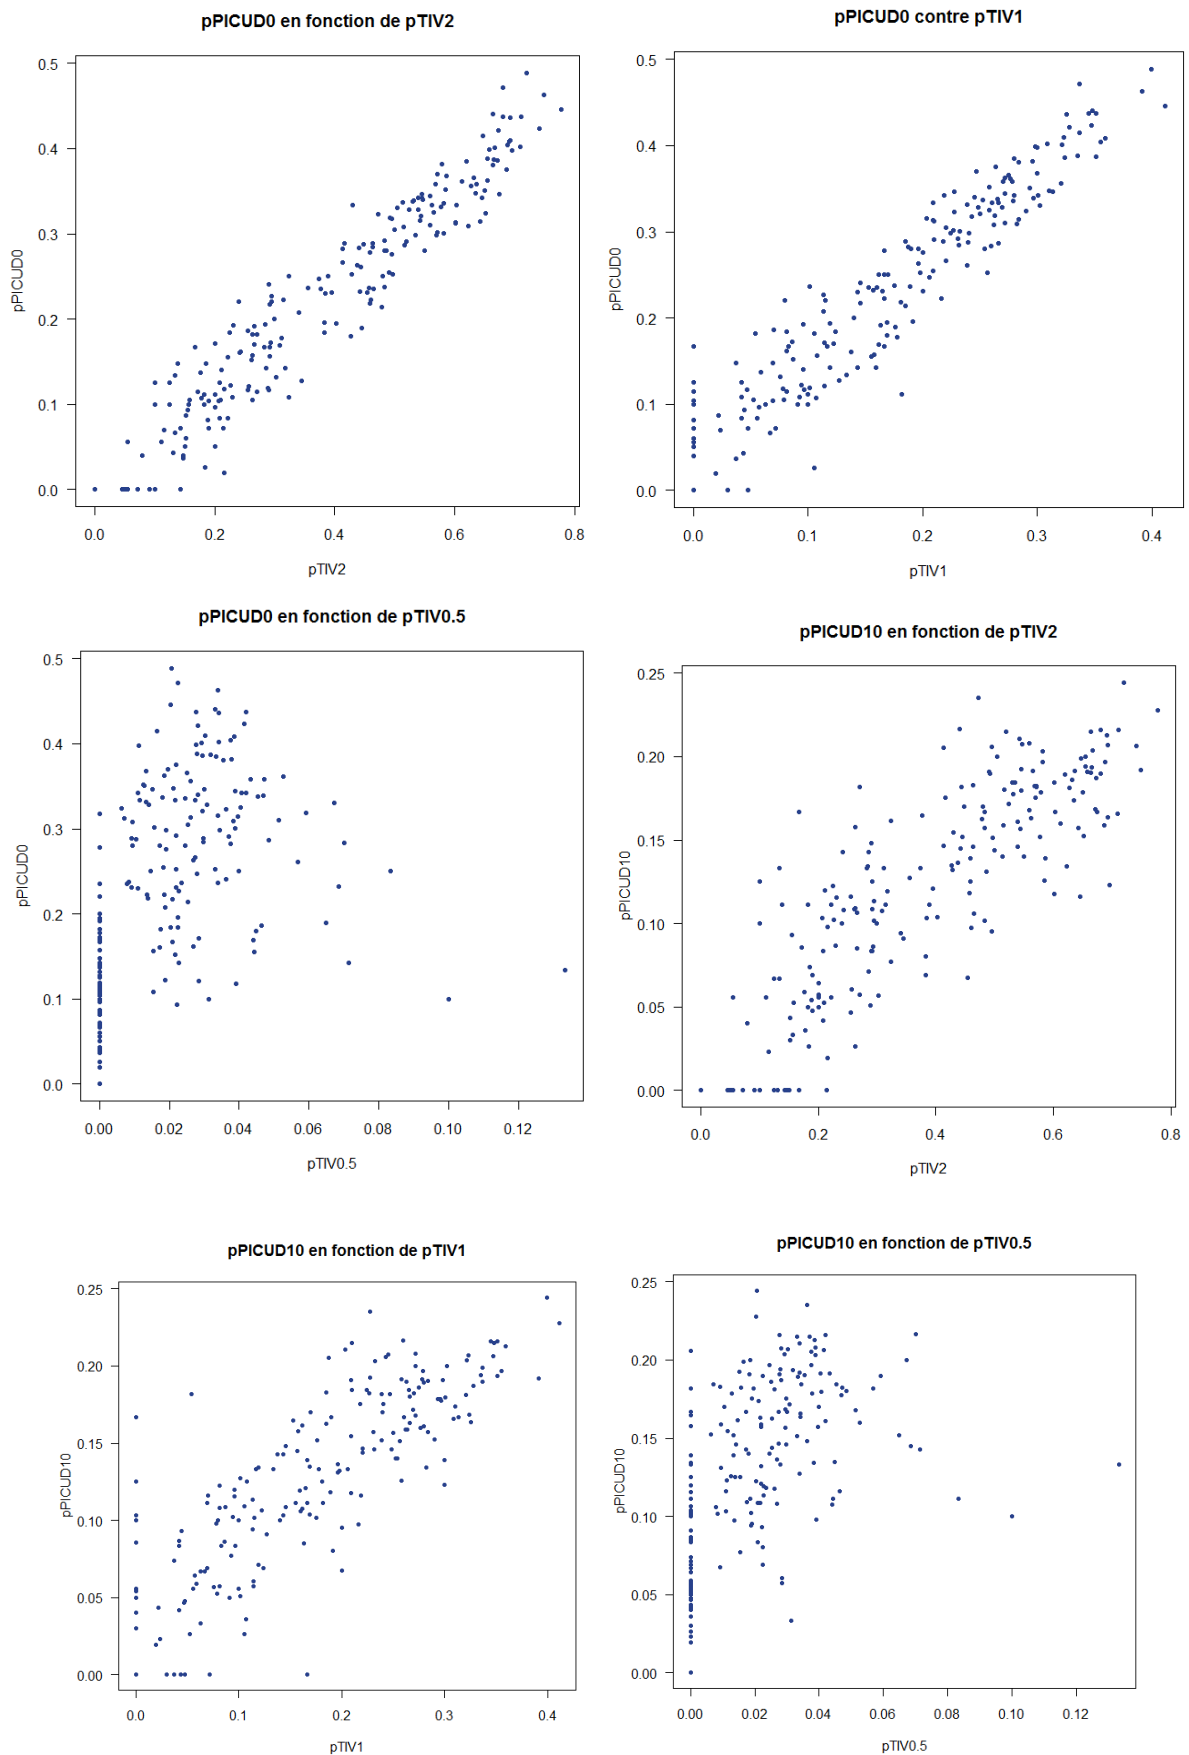 pPICUD0 en fonction de pTIV2
pPICUD0
0.5
0.4
0.3
0.2
0.1
0.0
0.0 0.2 0.4 0.6 0.8
pTIV2
pPICUD0 contre pTIV1
pPICUD0
0.5
0.4
0.3
0.2
0.1
0.0
0.0 0.1 0.2 0.3 0.4
pTIV1
pPICUD0 en fonction de pTIV0.5
pPICUD0
0.5
0.4
0.3
0.2
0.1
0.0
0.00 0.02 0.04 0.06 0.08 0.10 0.12
pTIV0.5
pPICUD10 en fonction de pTIV2
pPICUD10
0.25
0.20
0.15
0.10
0.05
0.00
0.0 0.2 0.4 0.6 0.8
pTIV2
pPICUD10 en fonction de pTIV1
pPICUD10
0.25
0.20
0.15
0.10
0.05
0.00
0.0 0.1 0.2 0.3 0.4
pTIV1
pPICUD10 en fonction de pTIV0.5
pPICUD10
0.25
0.20
0.15
0.10
0.05
0.00
0.00 0.02 0.04 0.06 0.08 0.10 0.12
pTIV0.5